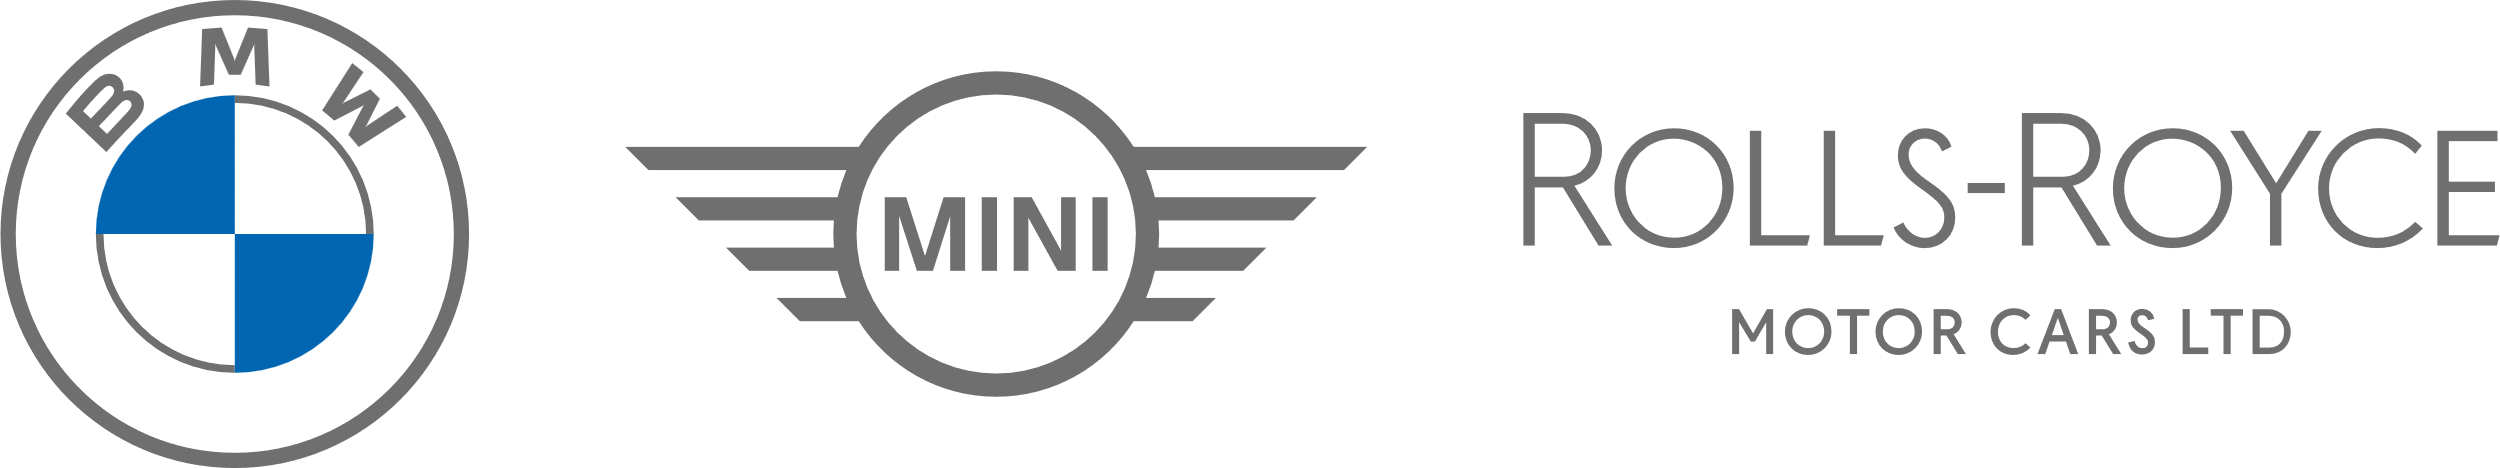 BMW
MINI
ROLLS-ROYCE
MOTOR CARS LTD